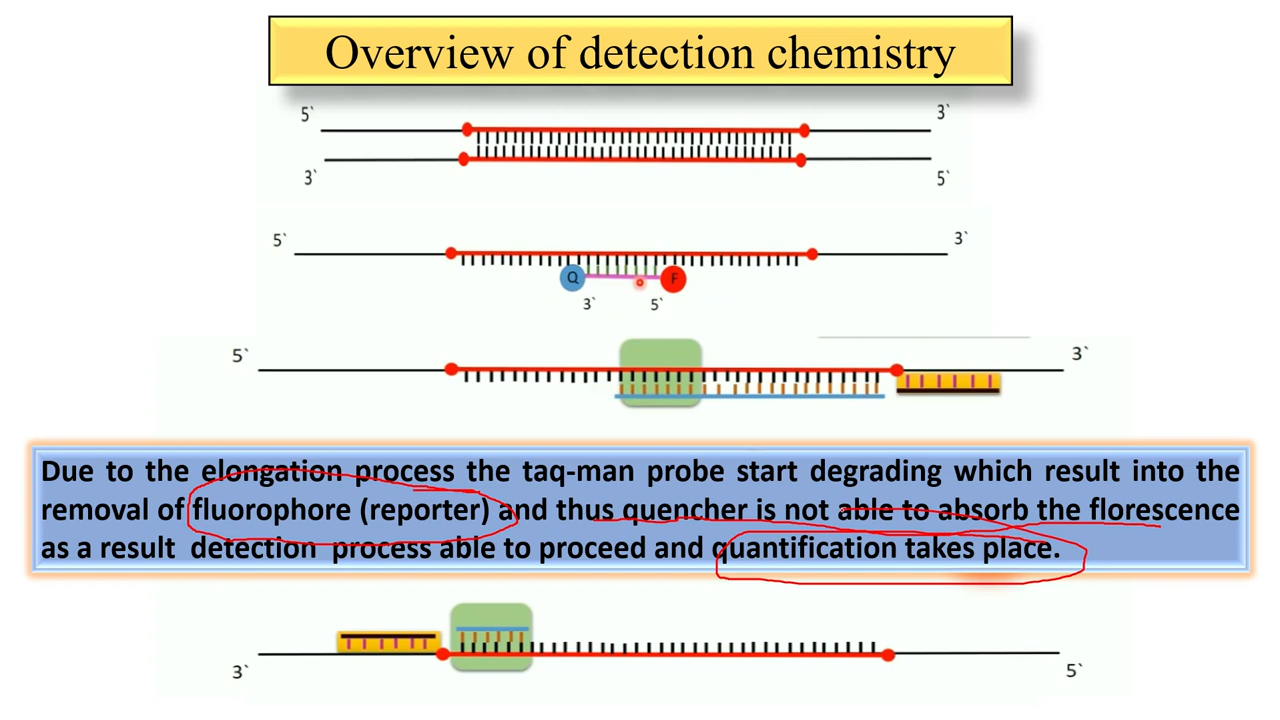 Overview of detection chemistry
5` 3`
3` 5`
5` 3`
Q F
3` 5`
5` 3`
Due to the elongation process the taq-man probe start degrading which result into the
removal of fluorophore (reporter) and thus quencher is not able to absorb the florescence
as a result detection process able to proceed and quantification takes place.
3` 5`